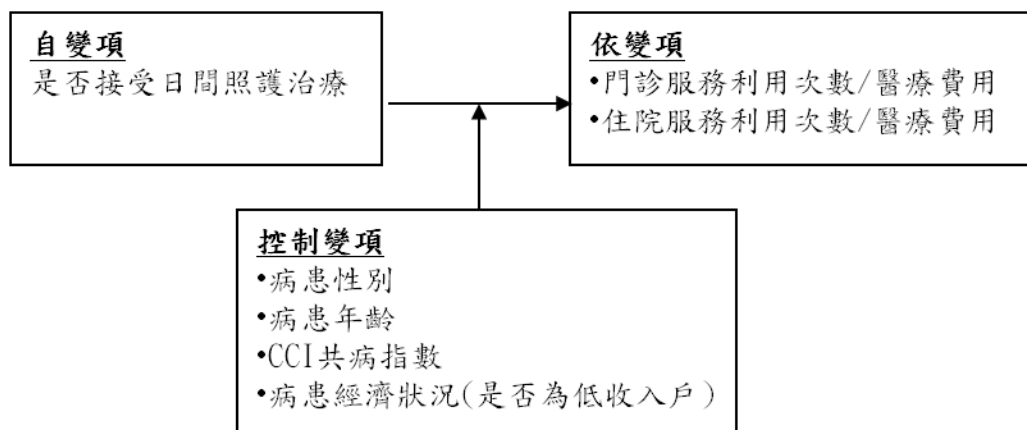 自變項
是否接受日間照護治療
依變項
•門診服務利用次數/醫療費用
•住院服務利用次數/醫療費用
控制變項
•病患性別
•病患年齡
•CCI共病指數
•病患經濟狀況(是否為低收入戶)